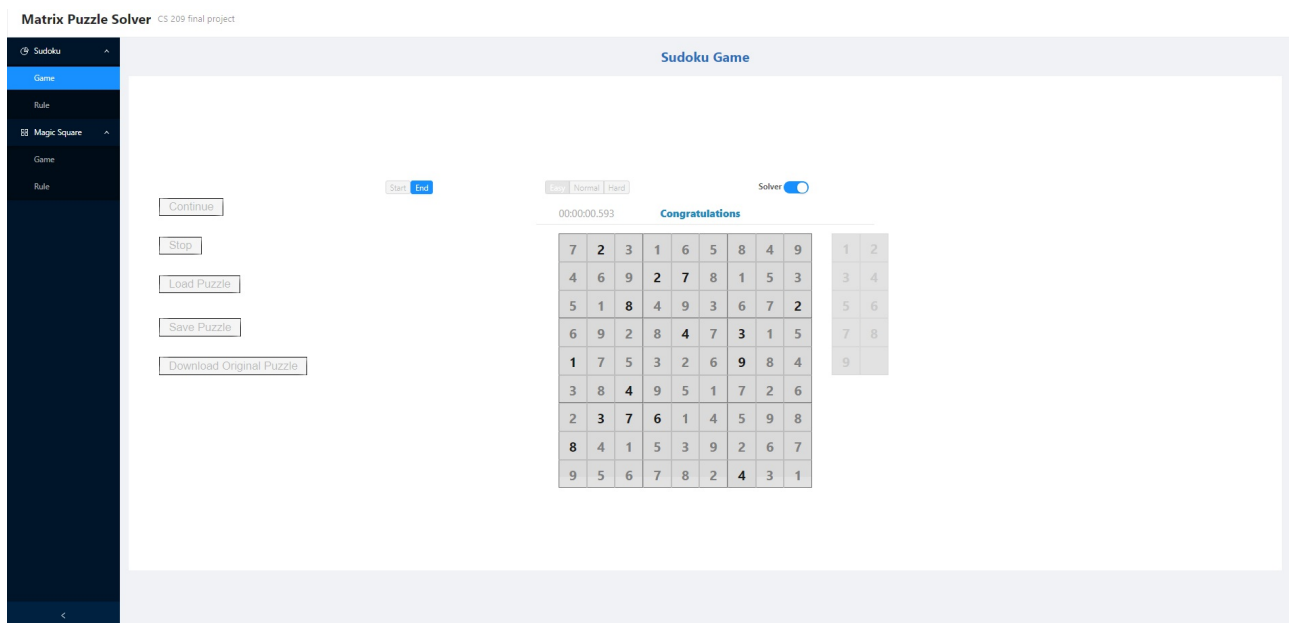 Matrix Puzzle Solver CS 209 final project
Sudoku
Game
Rule
Magic Square
Game
Rule
Sudoku Game
Start End
Easy Normal Hard
Solver
Continue
Stop
Load Puzzle
Save Puzzle
Download Original Puzzle
00:00:00.593 Congratulations
7 2 3 1 6 5 8 4 9
4 6 9 2 7 8 1 5 3
5 1 8 4 9 3 6 7 2
6 9 2 8 4 7 3 1 5
1 7 5 3 2 6 9 8 4
3 8 4 9 5 1 7 2 6
2 3 7 6 1 4 5 9 8
8 4 1 5 3 9 2 6 7
9 5 6 7 8 2 4 3 1
1 2
3 4
5 6
7 8
9